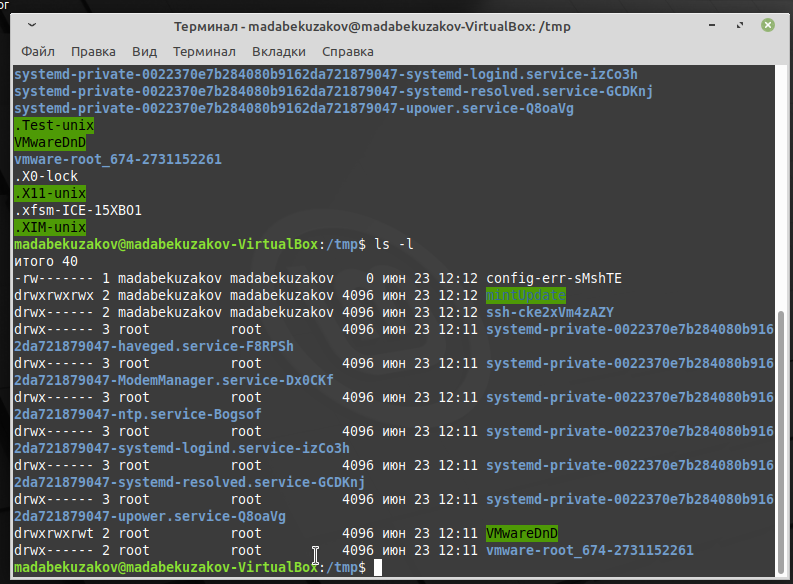 ог
Терминал - madabekuzakov@madabekuzakov-VirtualBox: /tmp
Файл Правка Вид Терминал Вкладки Справка
systemd-private-0022370e7b284080b9162da721879047-systemd-logind.service-izCo3h
systemd-private-0022370e7b284080b9162da721879047-systemd-resolved.service-GCDKnj
systemd-private-0022370e7b284080b9162da721879047-upower.service-Q8oaVg
.Test-unix
VMwareDnD
vmware-root_674-2731152261
.X0-lock
.X11-unix
.xfsm-ICE-15XBO1
.XIM-unix
madabekuzakov@madabekuzakov-VirtualBox:/tmp$ ls -l
итого 40
-rw------- 1 madabekuzakov madabekuzakov 0 июн 23 12:12 config-err-sMshTE
drwxrwxrwx 2 madabekuzakov madabekuzakov 4096 июн 23 12:12 mintUpdate
drwx------ 2 madabekuzakov madabekuzakov 4096 июн 23 12:12 ssh-cke2xVm4zAZY
drwx------ 3 root root 4096 июн 23 12:11 systemd-private-0022370e7b284080b916
2da721879047-haveged.service-F8RPSh
drwx------ 3 root root 4096 июн 23 12:11 systemd-private-0022370e7b284080b916
2da721879047-ModemManager.service-Dx0CKf
drwx------ 3 root root 4096 июн 23 12:11 systemd-private-0022370e7b284080b916
2da721879047-ntp.service-Bogsof
drwx------ 3 root root 4096 июн 23 12:11 systemd-private-0022370e7b284080b916
2da721879047-systemd-logind.service-izCo3h
drwx------ 3 root root 4096 июн 23 12:11 systemd-private-0022370e7b284080b916
2da721879047-systemd-resolved.service-GCDKnj
drwx------ 3 root root 4096 июн 23 12:11 systemd-private-0022370e7b284080b916
2da721879047-upower.service-Q8oaVg
drwxrwxrwt 2 root root 4096 июн 23 12:11 VMwareDnD
drwx------ 2 root root 4096 июн 23 12:11 vmware-root_674-2731152261
madabekuzakov@madabekuzakov-VirtualBox:/tmp$